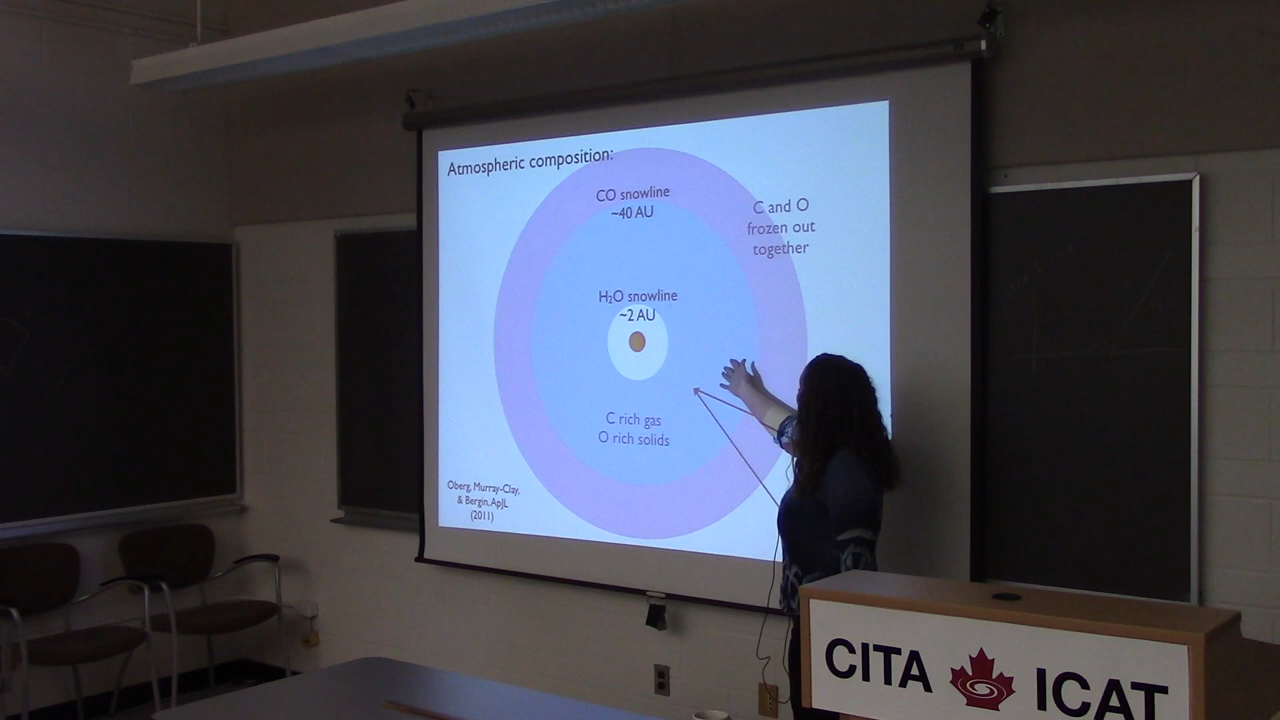 Atmospheric composition:
CO snowline
~40 AU
C and O
frozen out
together
H₂O snowline
~2 AU
C rich gas
O rich solids
Oberg, Murray-Clay,
& Bergin, ApJL
(2011)
CITA ICAT